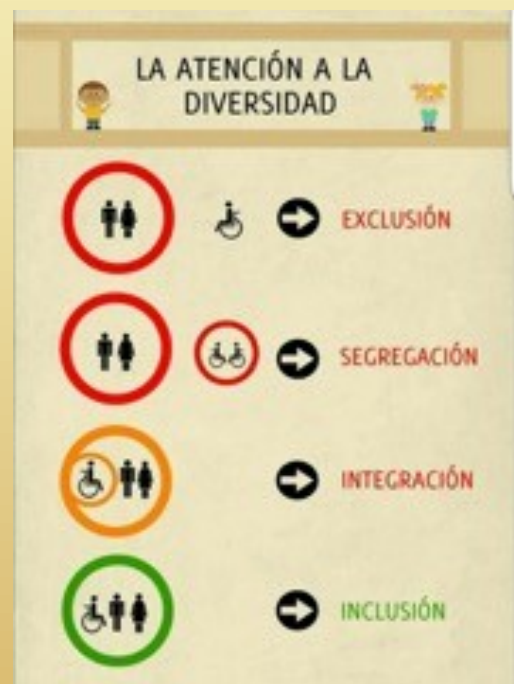 LA ATENCIÓN A LA
DIVERSIDAD
EXCLUSIÓN
SEGREGACIÓN
INTEGRACIÓN
INCLUSIÓN